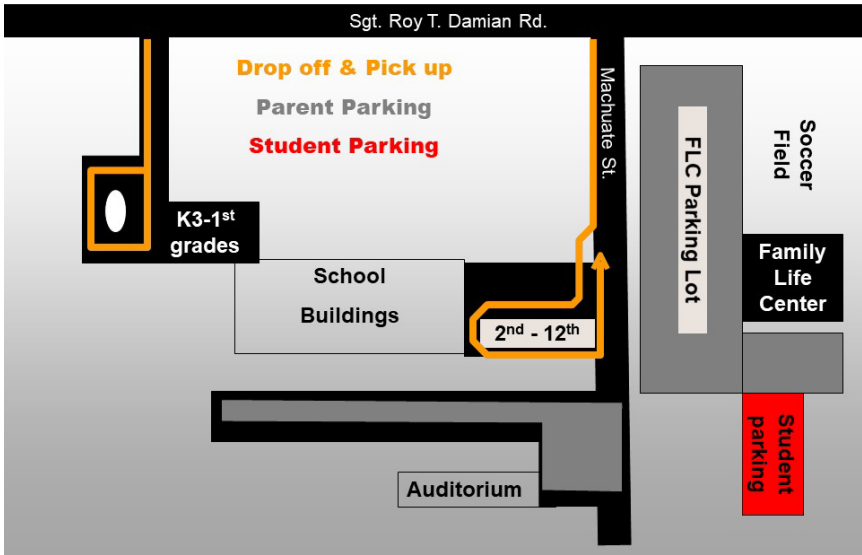 Sgt. Roy T. Damian Rd.
Drop off & Pick up
Parent Parking
Student Parking
Machuate St.
FLC Parking Lot
Soccer
Field
K3-1st
grades
Family
Life
Center
School
Buildings
2nd - 12th
Student
parking
Auditorium